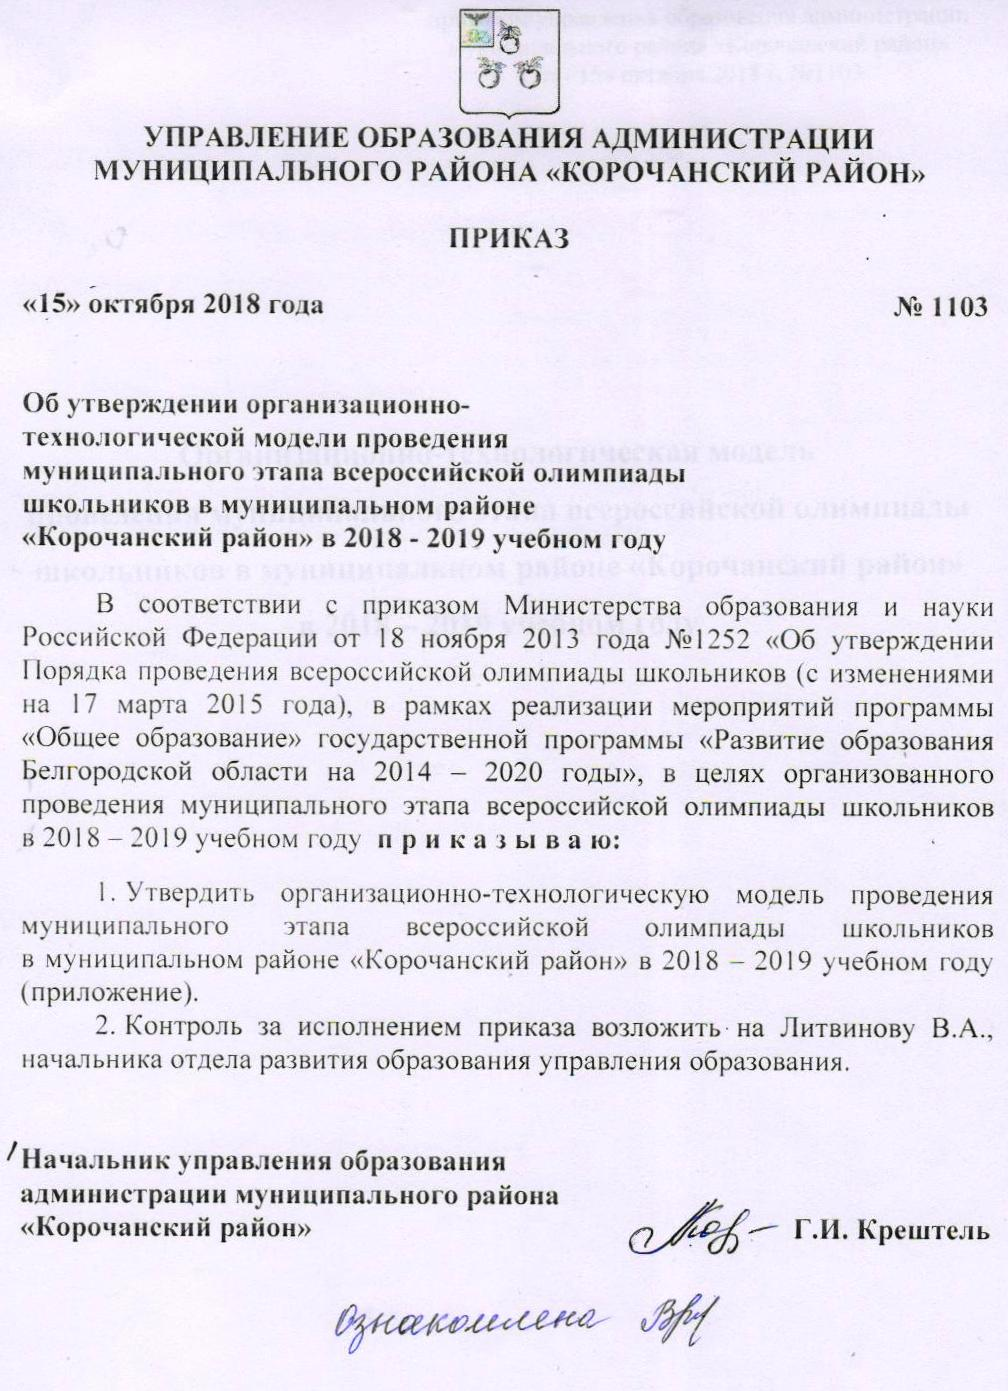 УПРАВЛЕНИЕ ОБРАЗОВАНИЯ АДМИНИСТРАЦИИ
МУНИЦИПАЛЬНОГО РАЙОНА «КОРОЧАНСКИЙ РАЙОН»
ПРИКАЗ
«15» октября 2018 года № 1103
Об утверждении организационно-
технологической модели проведения
муниципального этапа всероссийской олимпиады
школьников в муниципальном районе
«Корочанский район» в 2018 - 2019 учебном году
В соответствии с приказом Министерства образования и науки
Российской Федерации от 18 ноября 2013 года №1252 «Об утверждении
Порядка проведения всероссийской олимпиады школьников (с изменениями
на 17 марта 2015 года), в рамках реализации мероприятий программы
«Общее образование» государственной программы «Развитие образования
Белгородской области на 2014 – 2020 годы», в целях организованного
проведения муниципального этапа всероссийской олимпиады школьников
в 2018 – 2019 учебном году п р и к а з ы в а ю:
1. Утвердить организационно-технологическую модель проведения
муниципального этапа всероссийской олимпиады школьников
в муниципальном районе «Корочанский район» в 2018 – 2019 учебном году
(приложение).
2. Контроль за исполнением приказа возложить на Литвинову В.А.,
начальника отдела развития образования управления образования.
Начальник управления образования
администрации муниципального района
«Корочанский район» Г.И. Крештель
Ознакомлена